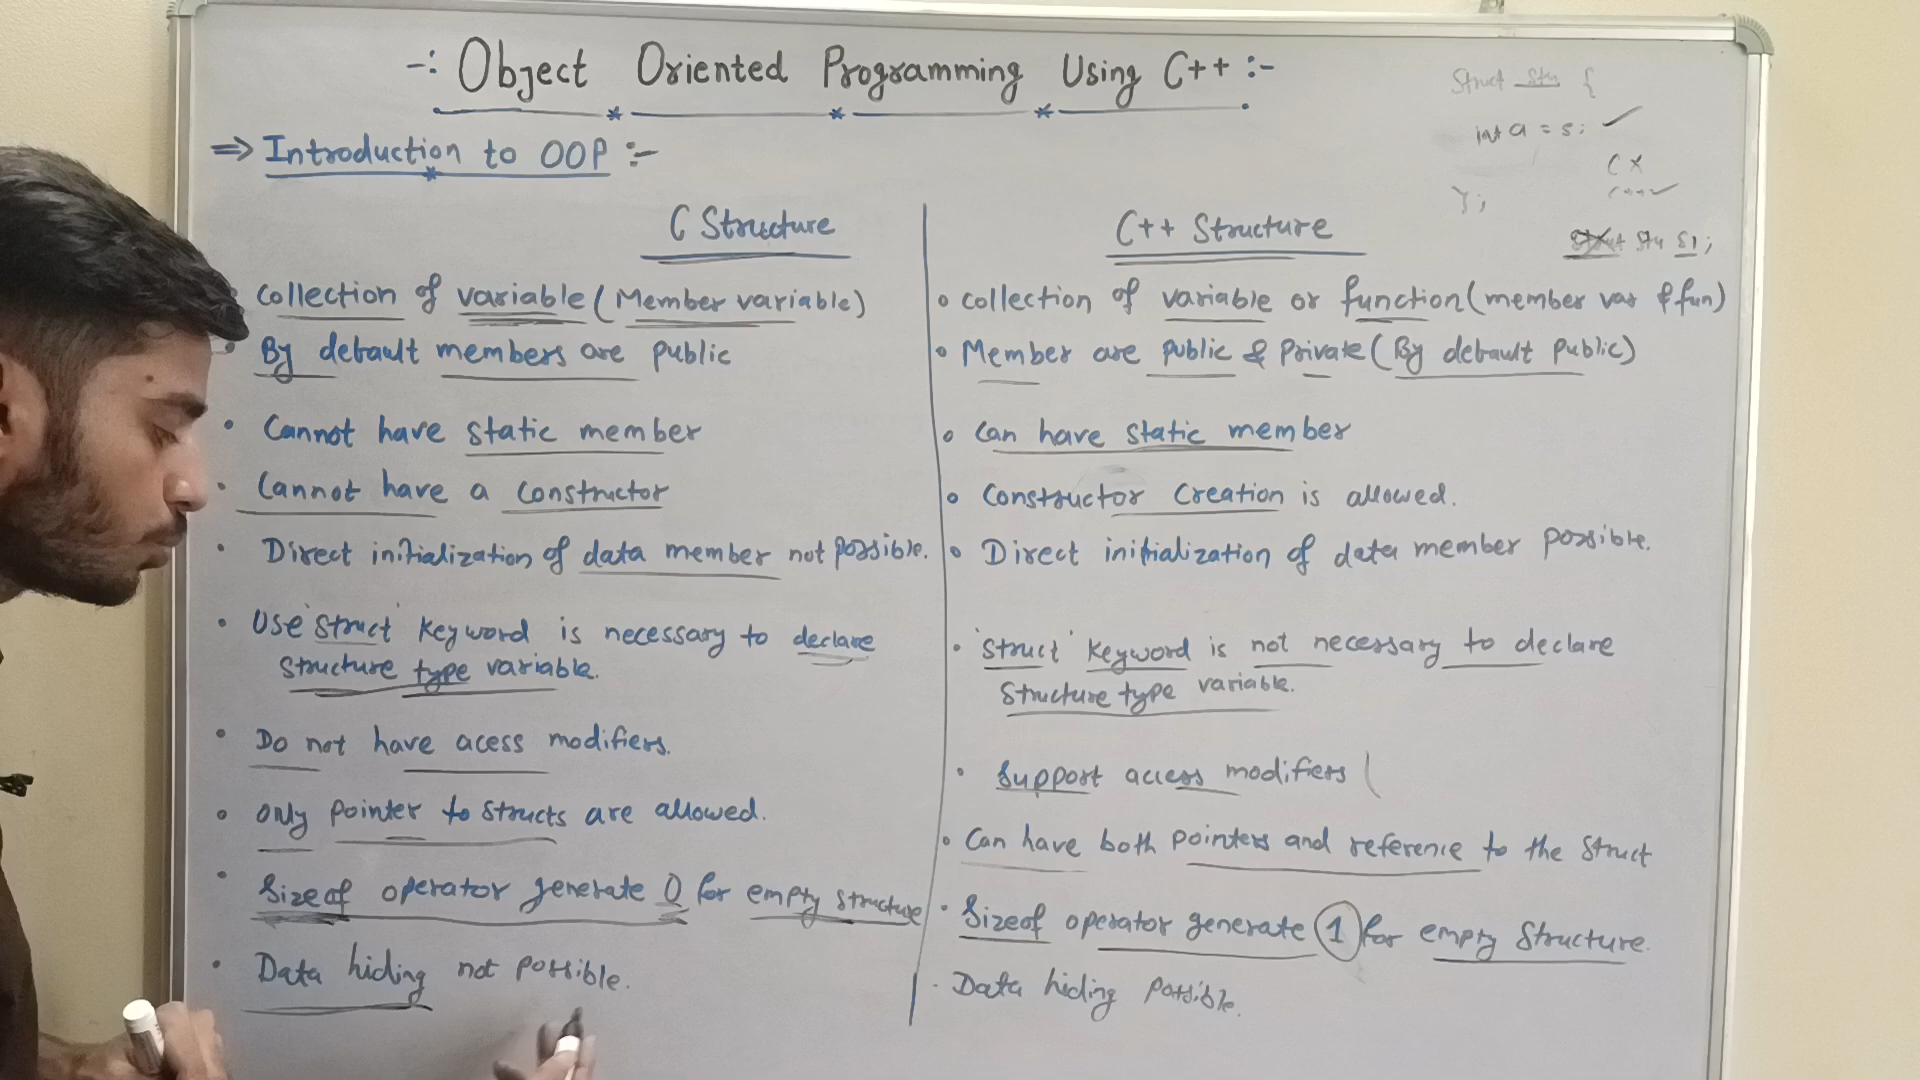 -: Object Oriented Programming Using C++ :-
⇒ Introduction to OOP :-
Struct Stu {
int a = 5; ✓
C ×
C++ ✓
};
Struct Stu S1;
C Structure
• Collection of variable (Member variable)
• By default members are public
• Cannot have static member
• Cannot have a constructor
• Direct initialization of data member not possible.
• Use 'struct' keyword is necessary to declare
structure type variable.
• Do not have acess modifiers.
• Only pointer to structs are allowed.
• Sizeof operator generate 0 for empty structure
• Data hiding not possible.
C++ Structure
• Collection of variable or function (member var & fun)
• Member are public & private (By default public)
• Can have static member
• Constructor Creation is allowed.
• Direct initialization of data member possible.
• 'Struct' keyword is not necessary to declare
Structure type variable.
• Support access modifiers (
• Can have both pointers and reference to the Struct
• Sizeof operator generate 1 for empty Structure.
• Data hiding possible.